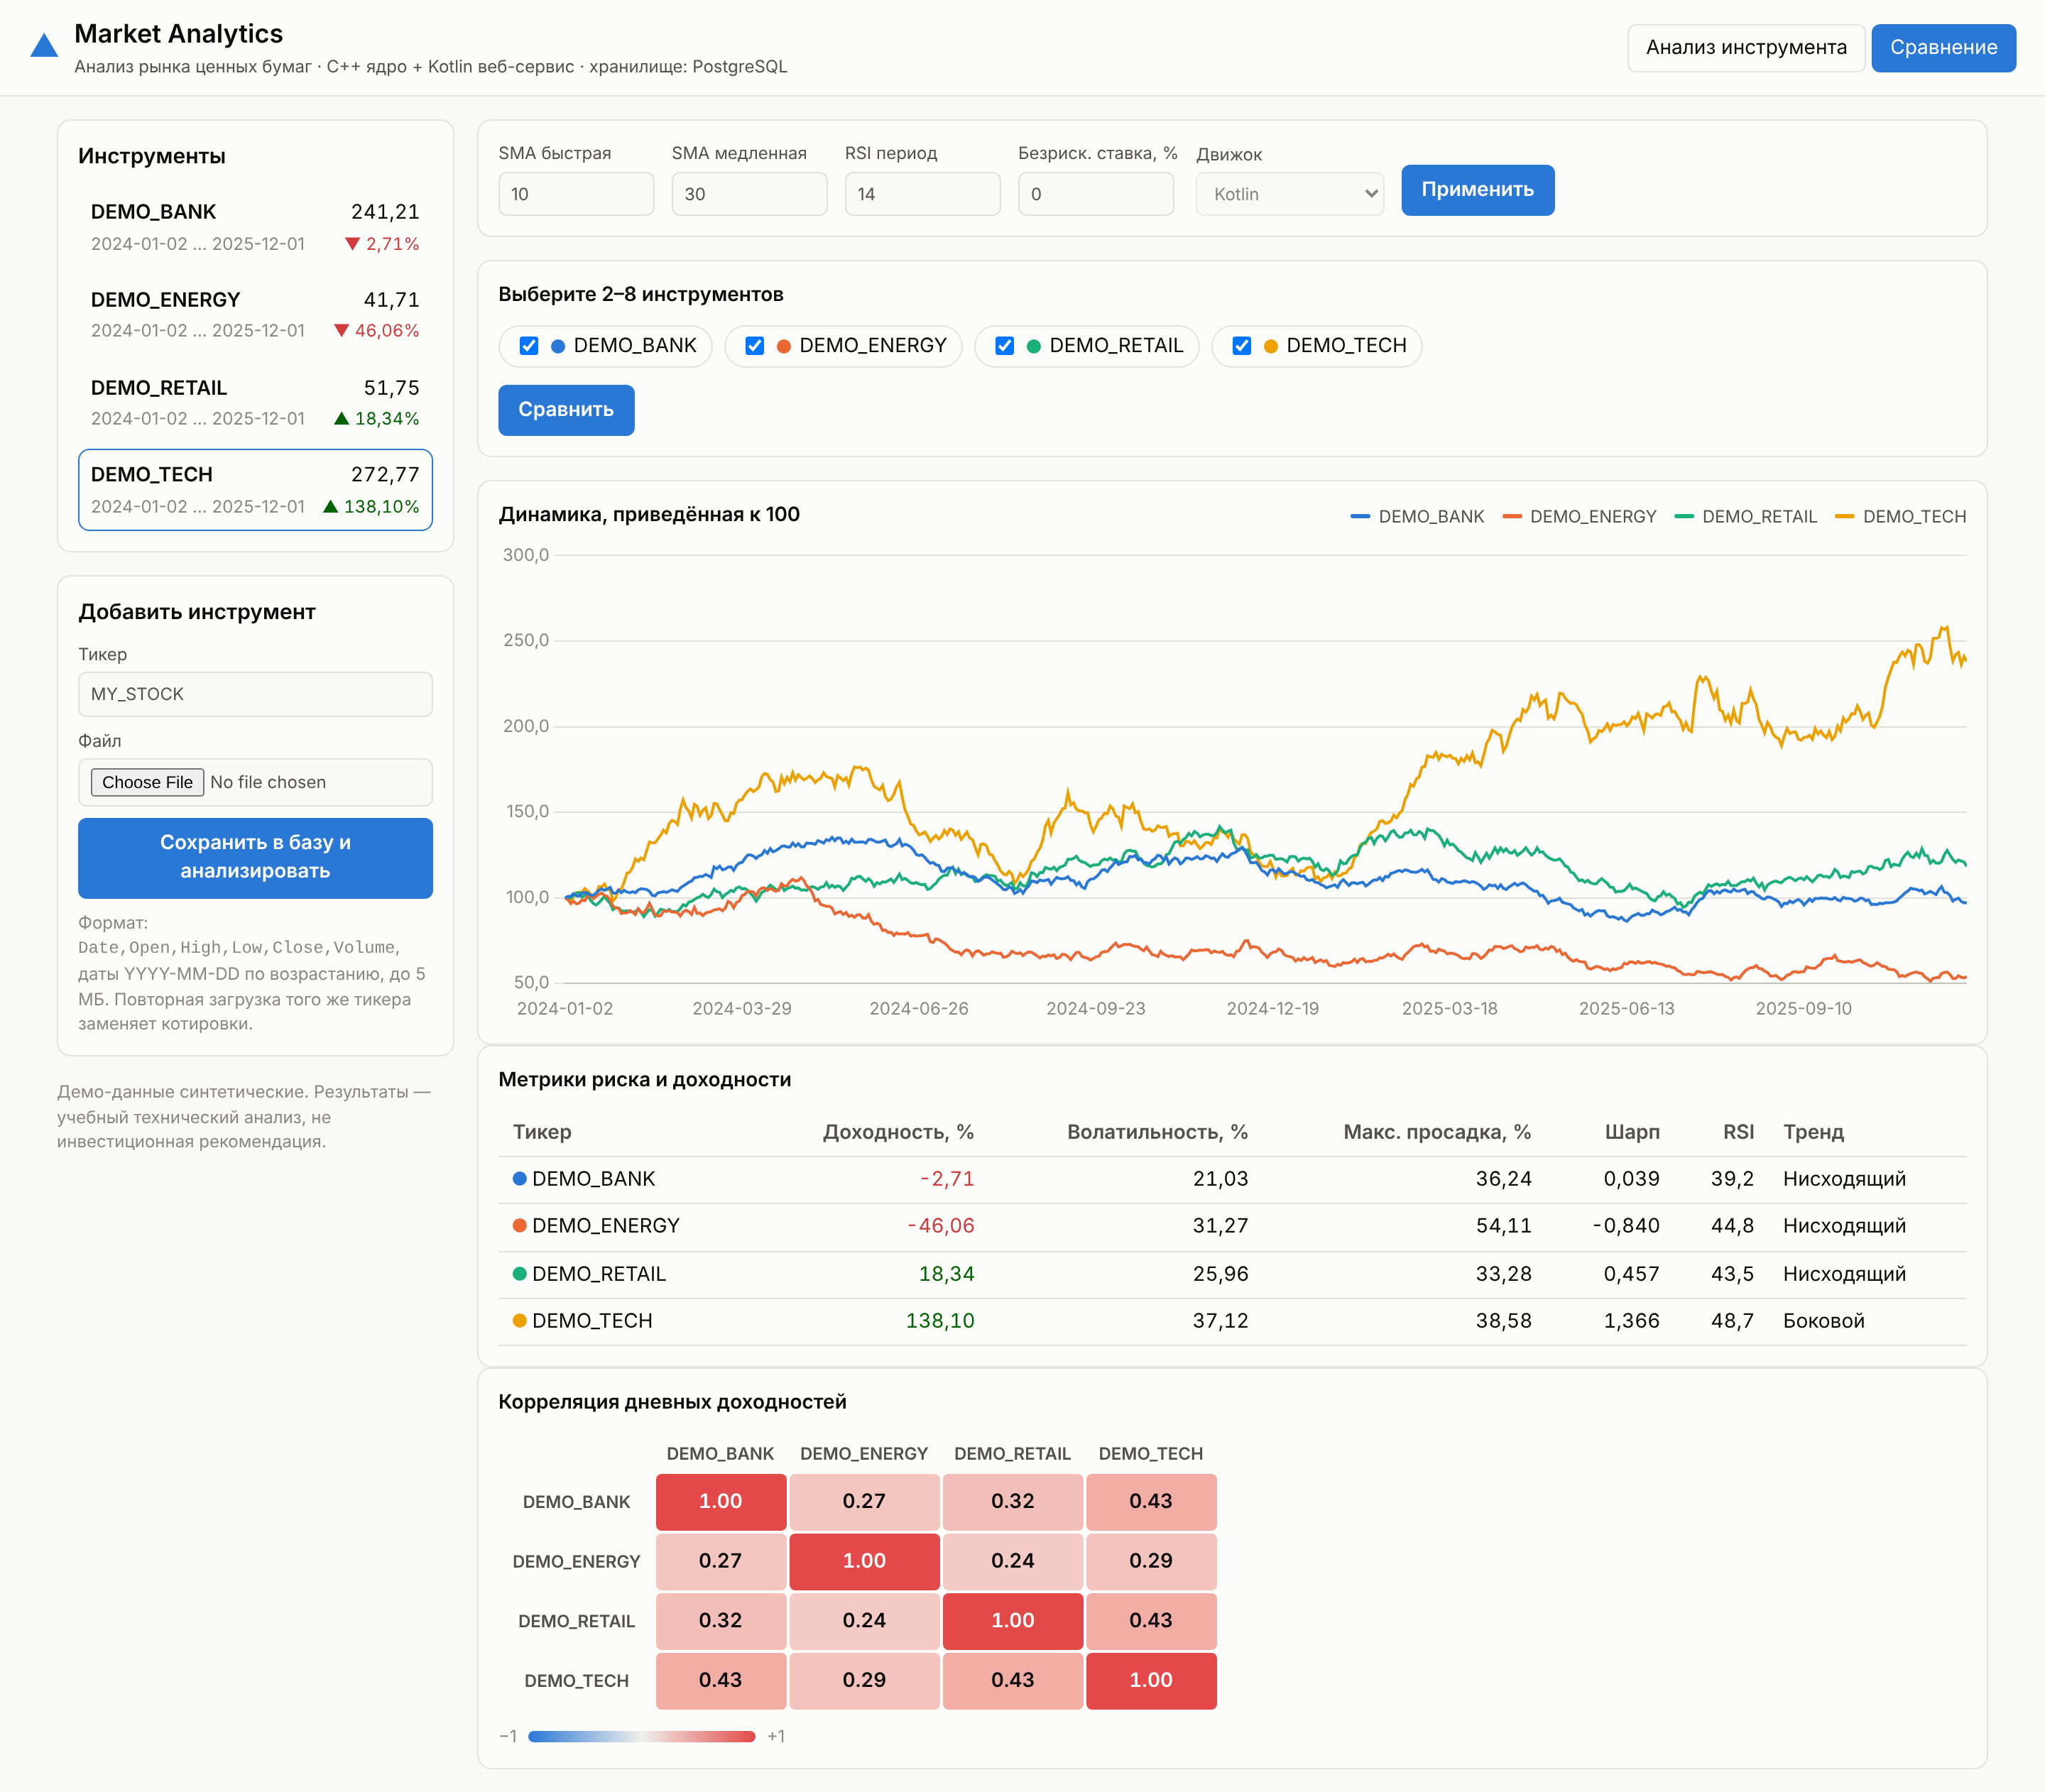 Market Analytics
Анализ рынка ценных бумаг · C++ ядро + Kotlin веб-сервис · хранилище: PostgreSQL
Анализ инструмента
Сравнение
Инструменты
DEMO_BANK 241,21
2024-01-02 … 2025-12-01 ▼ 2,71%
DEMO_ENERGY 41,71
2024-01-02 … 2025-12-01 ▼ 46,06%
DEMO_RETAIL 51,75
2024-01-02 … 2025-12-01 ▲ 18,34%
DEMO_TECH 272,77
2024-01-02 … 2025-12-01 ▲ 138,10%
Добавить инструмент
Тикер
MY_STOCK
Файл
Choose File No file chosen
Сохранить в базу и
анализировать
Формат:
Date,Open,High,Low,Close,Volume,
даты YYYY-MM-DD по возрастанию, до 5
МБ. Повторная загрузка того же тикера
заменяет котировки.
Демо-данные синтетические. Результаты —
учебный технический анализ, не
инвестиционная рекомендация.
SMA быстрая SMA медленная RSI период Безриск. ставка, % Движок
10 30 14 0 Kotlin Применить
Выберите 2–8 инструментов
DEMO_BANK DEMO_ENERGY DEMO_RETAIL DEMO_TECH
Сравнить
Динамика, приведённая к 100
DEMO_BANK DEMO_ENERGY DEMO_RETAIL DEMO_TECH
300,0
250,0
200,0
150,0
100,0
50,0
2024-01-02 2024-03-29 2024-06-26 2024-09-23 2024-12-19 2025-03-18 2025-06-13 2025-09-10
Метрики риска и доходности
Тикер Доходность, % Волатильность, % Макс. просадка, % Шарп RSI Тренд
DEMO_BANK -2,71 21,03 36,24 0,039 39,2 Нисходящий
DEMO_ENERGY -46,06 31,27 54,11 -0,840 44,8 Нисходящий
DEMO_RETAIL 18,34 25,96 33,28 0,457 43,5 Нисходящий
DEMO_TECH 138,10 37,12 38,58 1,366 48,7 Боковой
Корреляция дневных доходностей
DEMO_BANK DEMO_ENERGY DEMO_RETAIL DEMO_TECH
DEMO_BANK 1.00 0.27 0.32 0.43
DEMO_ENERGY 0.27 1.00 0.24 0.29
DEMO_RETAIL 0.32 0.24 1.00 0.43
DEMO_TECH 0.43 0.29 0.43 1.00
−1 +1